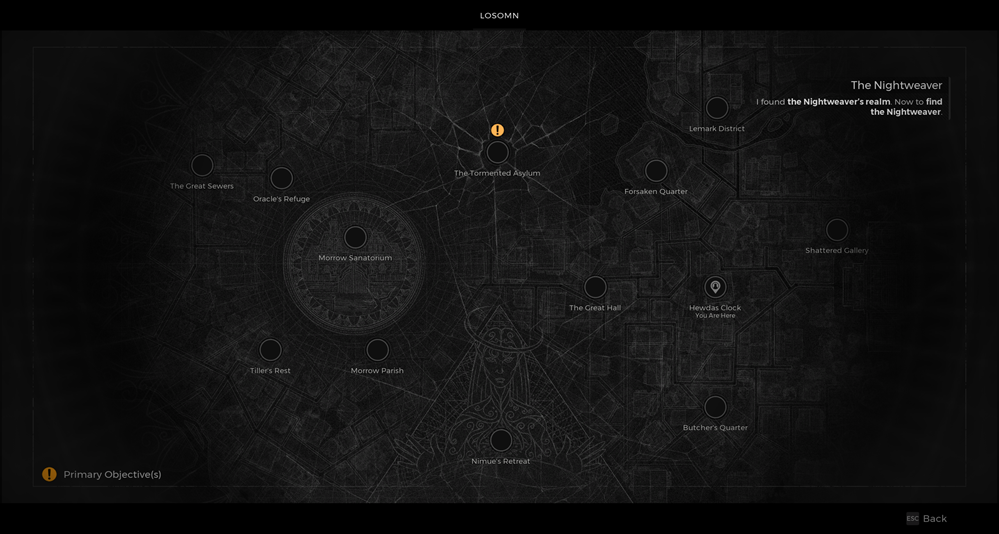 LOSOMN
The Nightweaver
I found the Nightweaver's realm. Now to find
the Nightweaver.
Lemark District
The Tormented Asylum
The Great Sewers
Oracle's Refuge
Forsaken Quarter
Shattered Gallery
Morrow Sanatorium
The Great Hall
Hewdas Clock
You Are Here
Tiller's Rest
Morrow Parish
Butcher's Quarter
Nimue's Retreat
Primary Objective(s)
ESC Back